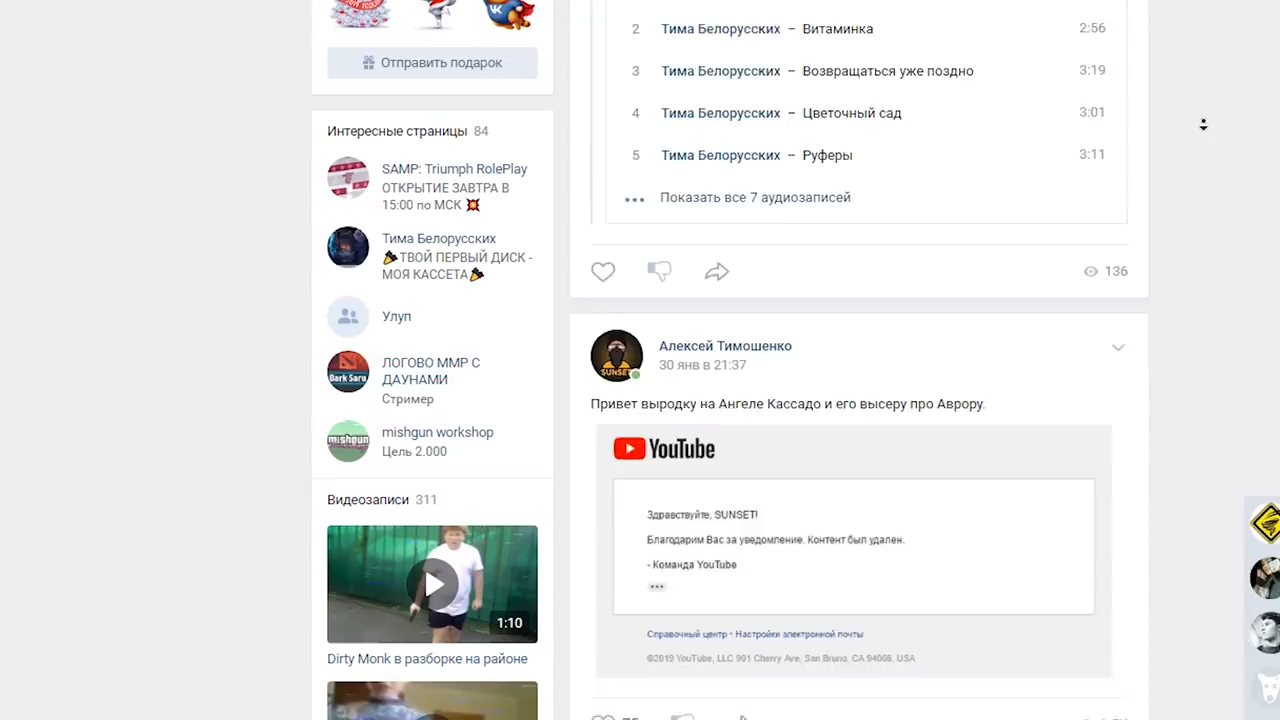 Отправить подарок
Интересные страницы 84
SAMP: Triumph RolePlay
ОТКРЫТИЕ ЗАВТРА В
15:00 по МСК
Тима Белорусских
ТВОЙ ПЕРВЫЙ ДИСК -
МОЯ КАССЕТА
Улуп
Dark Saru
ЛОГОВО ММР С
ДАУНАМИ
Стример
mishgun
mishgun workshop
Цель 2.000
Видеозаписи 311
1:10
Dirty Monk в разборке на районе
2 Тима Белорусских – Витаминка 2:56
3 Тима Белорусских – Возвращаться уже поздно 3:19
4 Тима Белорусских – Цветочный сад 3:01
5 Тима Белорусских – Руферы 3:11
Показать все 7 аудиозаписей
136
SUNSET
Алексей Тимошенко
30 янв в 21:37
Привет выродку на Ангеле Кассадо и его высеру про Аврору.
YouTube
Здравствуйте, SUNSET!
Благодарим Вас за уведомление. Контент был удален.
- Команда YouTube
Справочный центр • Настройки электронной почты
©2019 YouTube, LLC 901 Cherry Ave, San Bruno, CA 94066, USA